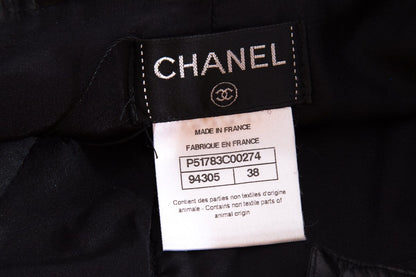 CHANEL
MADE IN FRANCE
FABRIQUE EN FRANCE
P51783C00274
94305 38
Contient des parties non textiles d'origine
animale - Contains non textile parts of
animal origin